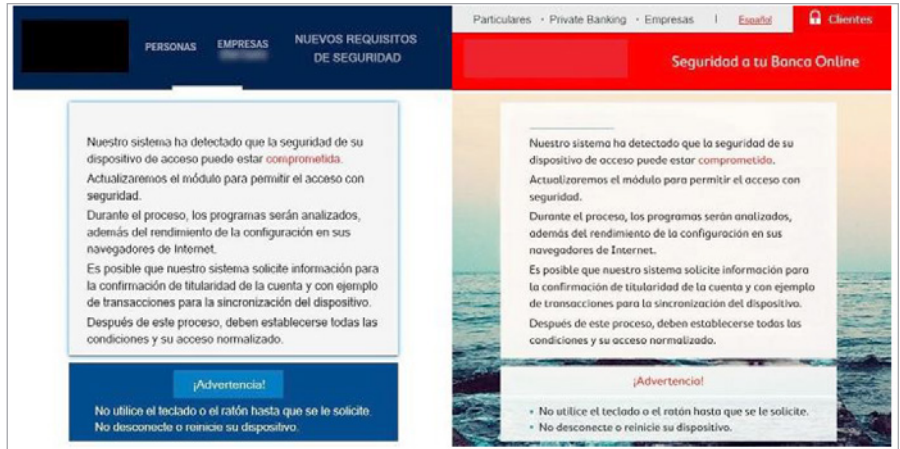 PERSONAS
EMPRESAS
NUEVOS REQUISITOS
DE SEGURIDAD
Nuestro sistema ha detectado que la seguridad de su
dispositivo de acceso puede estar comprometida.
Actualizaremos el módulo para permitir el acceso con
seguridad.
Durante el proceso, los programas serán analizados,
además del rendimiento de la configuración en sus
navegadores de Internet.
Es posible que nuestro sistema solicite información para
la confirmación de titularidad de la cuenta y con ejemplo
de transacciones para la sincronización del dispositivo.
Después de este proceso, deben establecerse todas las
condiciones y su acceso normalizado.
¡Advertencia!
No utilice el teclado o el ratón hasta que se le solicite.
No desconecte o reinicie su dispositivo.
Particulares • Private Banking • Empresas | Español
Clientes
Seguridad a tu Banca Online
Nuestro sistema ha detectado que la seguridad de su
dispositivo de acceso puede estar comprometida.
Actualizaremos el módulo para permitir el acceso con
seguridad.
Durante el proceso, los programas serán analizados,
además del rendimiento de la configuración en sus
navegadores de Internet.
Es posible que nuestro sistema solicite información para
la confirmación de titularidad de la cuenta y con ejemplo
de transacciones para la sincronización del dispositivo.
Después de este proceso, deben establecerse todas las
condiciones y su acceso normalizado.
¡Advertencia!
• No utilice el teclado o el ratón hasta que se le solicite.
• No desconecte o reinicie su dispositivo.